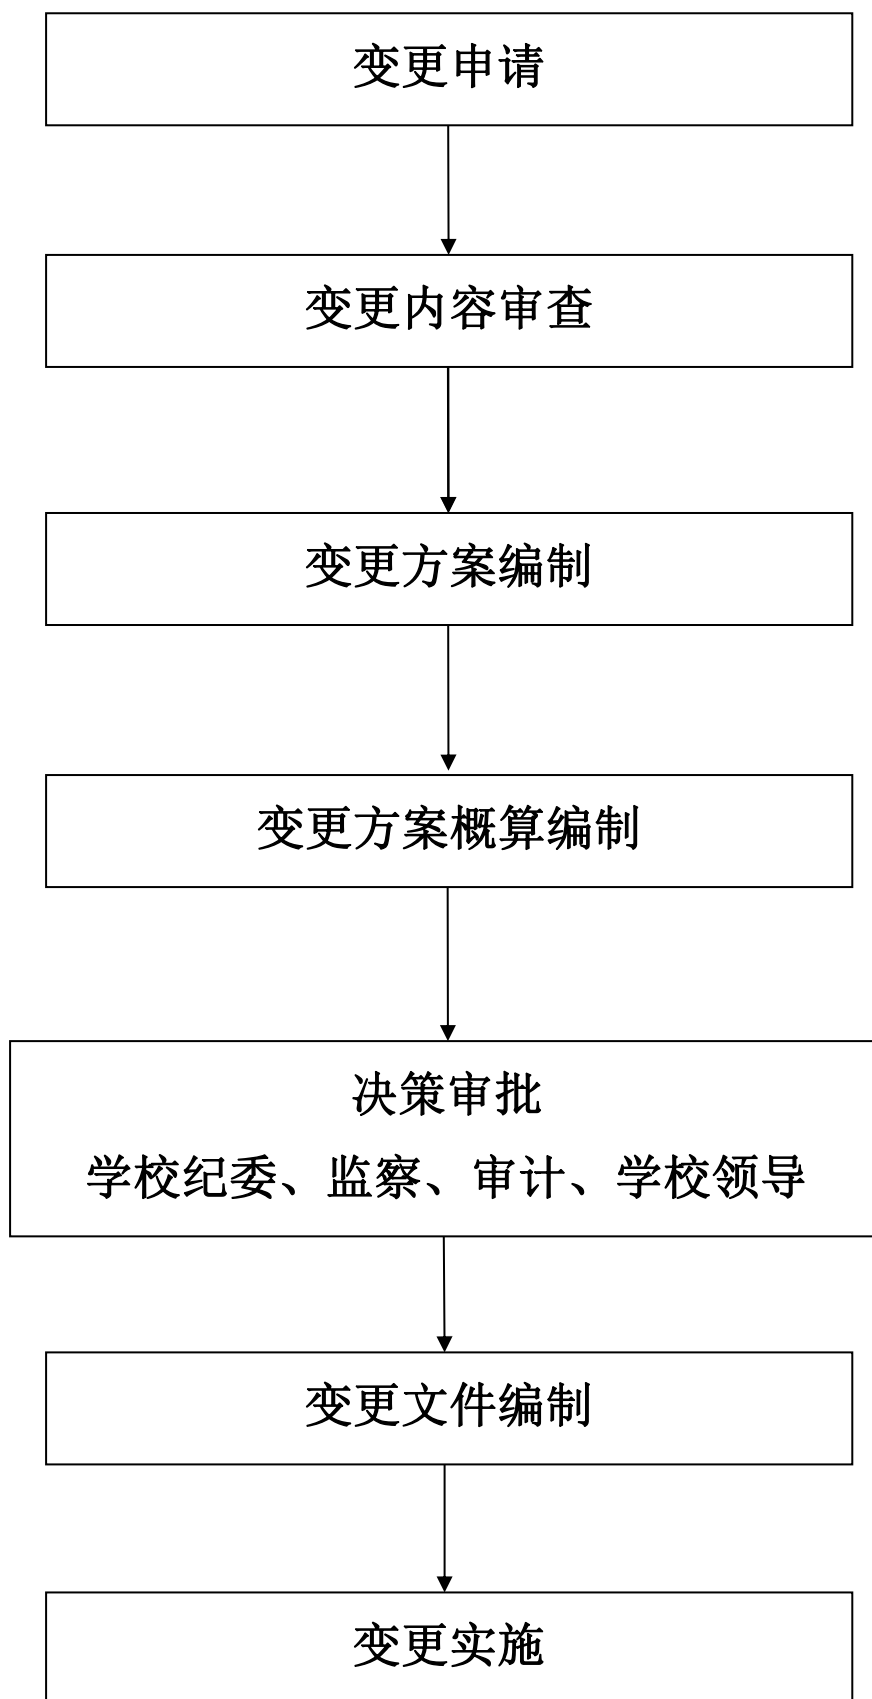 变更申请
变更内容审查
变更方案编制
变更方案概算编制
决策审批
学校纪委、监察、审计、学校领导
变更文件编制
变更实施